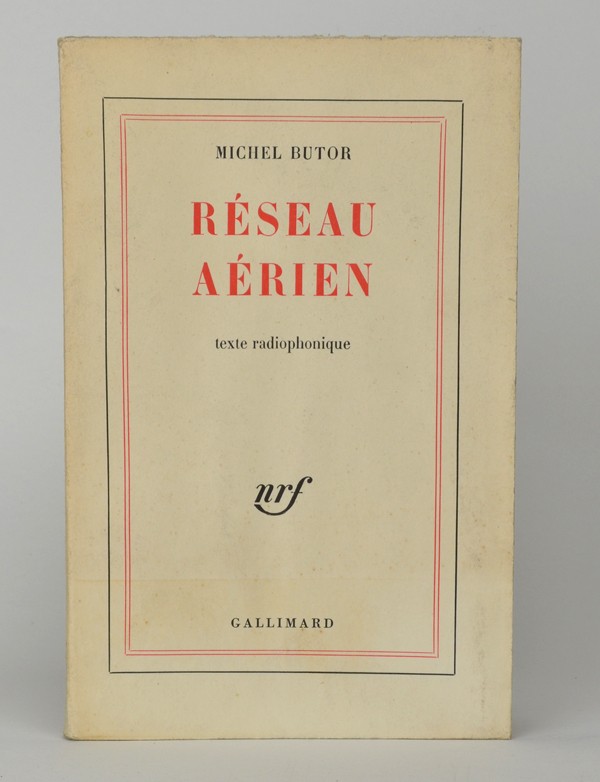 MICHEL BUTOR
RÉSEAU
AÉRIEN
texte radiophonique
nrf
GALLIMARD